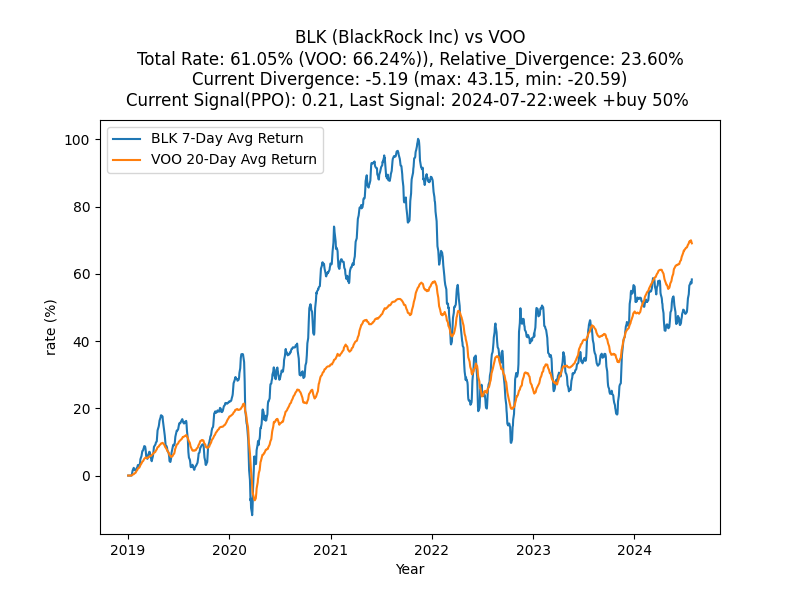 BLK (BlackRock Inc) vs VOO
Total Rate: 61.05% (VOO: 66.24%)), Relative_Divergence: 23.60%
Current Divergence: -5.19 (max: 43.15, min: -20.59)
Current Signal(PPO): 0.21, Last Signal: 2024-07-22:week +buy 50%
BLK 7-Day Avg Return
VOO 20-Day Avg Return
100
80
60
40
20
0
rate (%)
2019 2020 2021 2022 2023 2024
Year